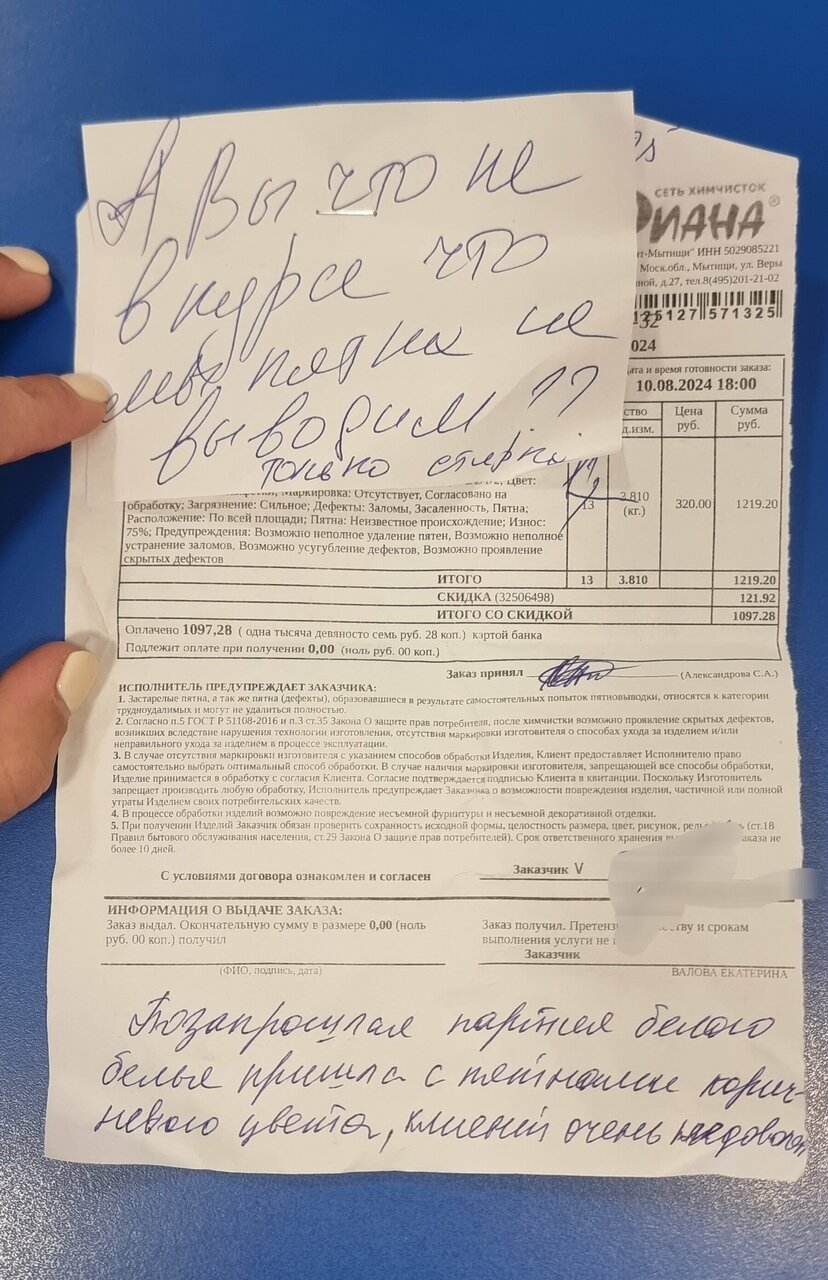 А Вы что не
в курсе что
мы пятна не
выводим??
только стирка!!
СЕТЬ ХИМЧИСТОК
ДИАНА®
ИНН 5029085221
Моск.обл., Мытищи, ул. Веры
д.27, тел.8(495)201-21-02
571325
024
дата и время готовности заказа:
10.08.2024 18:00
Цена руб.
Сумма руб.
Цвет:
Маркировка: Отсутствует, Согласовано на
обработку; Загрязнение: Сильное; Дефекты: Заломы, Засаленность, Пятна;
Расположение: По всей площади; Пятна: Неизвестное происхождение; Износ:
75%; Предупреждения: Возможно неполное удаление пятен, Возможно неполное
устранение заломов, Возможно усугубление дефектов, Возможно проявление
скрытых дефектов
13 3.810 (кг.) 320.00 1219.20
ИТОГО 13 3.810 1219.20
СКИДКА (32506498) 121.92
ИТОГО СО СКИДКОЙ 1097.28
Оплачено 1097,28 ( одна тысяча девяносто семь руб. 28 коп.) картой банка
Подлежит оплате при получении 0,00 (ноль руб. 00 коп.)
Заказ принял (Александрова С.А.)
ИСПОЛНИТЕЛЬ ПРЕДУПРЕЖДАЕТ ЗАКАЗЧИКА:
1. Застарелые пятна, а так же пятна (дефекты), образовавшиеся в результате самостоятельных попыток пятновыводки, относятся к категории
трудноудалимых и могут не удалиться полностью.
2. Согласно п.5 ГОСТ Р 51108-2016 и п.3 ст.35 Закона О защите прав потребителя, после химчистки возможно проявление скрытых дефектов,
возникших вследствие нарушения технологии изготовления, отсутствия маркировки изготовителя о способах ухода за изделием и/или
неправильного ухода за изделием в процессе эксплуатации.
3. В случае отсутствия маркировки изготовителя с указанием способов обработки Изделия, Клиент предоставляет Исполнителю право
самостоятельно выбрать оптимальный способ обработки. В случае наличия маркировки изготовителя, запрещающей все способы обработки,
Изделие принимается в обработку с согласия Клиента. Согласие подтверждается подписью Клиента в квитанции. Поскольку Изготовитель
запрещает производить любую обработку, Исполнитель предупреждает Заказчика о возможности повреждения изделия, частичной или полной
утраты Изделием своих потребительских качеств.
4. В процессе обработки изделий возможно повреждение несъемной фурнитуры и несъемной декоративной отделки.
5. При получении Изделий Заказчик обязан проверить сохранность исходной формы, целостность размера, цвет, рисунок, (ст.18
Правил бытового обслуживания населения, ст.29 Закона О защите прав потребителей). Срок ответственного хранения заказа не
более 10 дней.
С условиями договора ознакомлен и согласен Заказчик V
ИНФОРМАЦИЯ О ВЫДАЧЕ ЗАКАЗА:
Заказ выдал. Окончательную сумму в размере 0,00 (ноль
руб. 00 коп.) получил
(ФИО, подпись, дата)
Заказ получил. и срокам
выполнения услуги не
Заказчик
ВАЛОВА ЕКАТЕРИНА
Позапрошлая партия белого
белья пришла с пятнами корич-
невого цвета, клиент очень недоволен